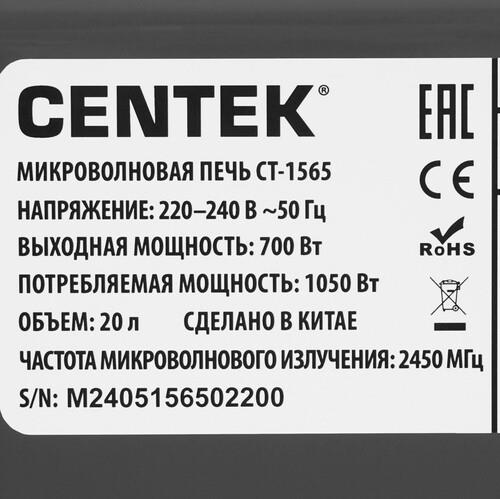 CENTEK®
EAC
МИКРОВОЛНОВАЯ ПЕЧЬ CT-1565
CE
НАПРЯЖЕНИЕ: 220–240 В ~50 Гц
ВЫХОДНАЯ МОЩНОСТЬ: 700 Вт
RoHS
ПОТРЕБЛЯЕМАЯ МОЩНОСТЬ: 1050 Вт
ОБЪЕМ: 20 л СДЕЛАНО В КИТАЕ
ЧАСТОТА МИКРОВОЛНОВОГО ИЗЛУЧЕНИЯ: 2450 МГц
S/N: M2405156502200